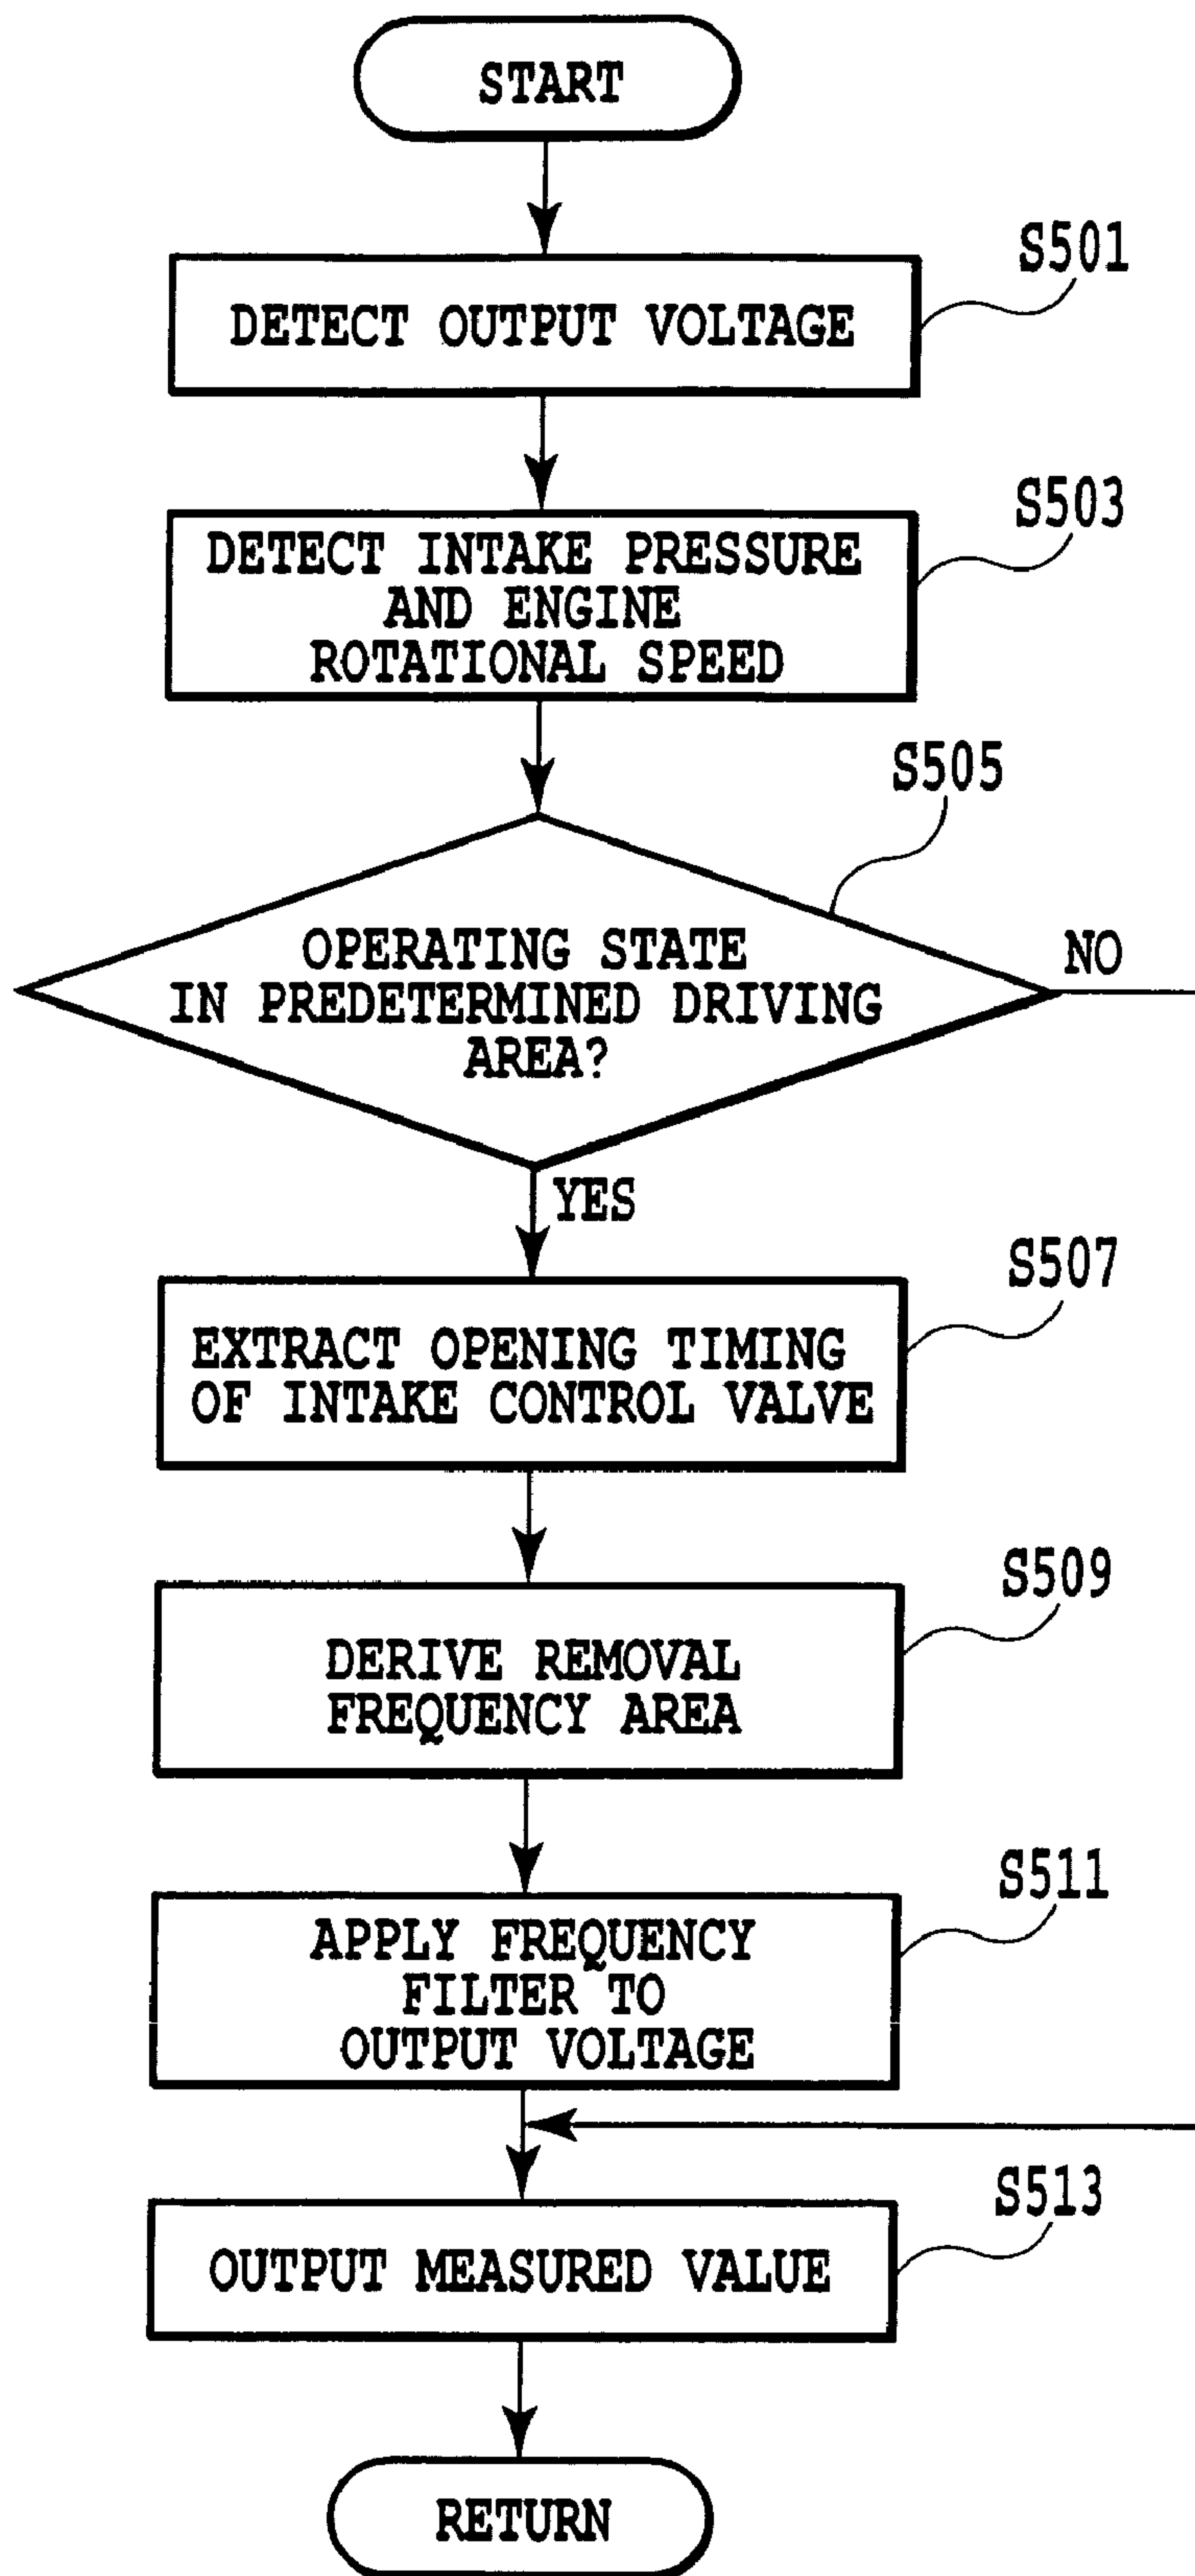 START
S501
DETECT OUTPUT VOLTAGE
S503
DETECT INTAKE PRESSURE
AND ENGINE
ROTATIONAL SPEED
S505
OPERATING STATE
IN PREDETERMINED DRIVING
AREA?
NO
YES
S507
EXTRACT OPENING TIMING
OF INTAKE CONTROL VALVE
S509
DERIVE REMOVAL
FREQUENCY AREA
S511
APPLY FREQUENCY
FILTER TO
OUTPUT VOLTAGE
S513
OUTPUT MEASURED VALUE
RETURN